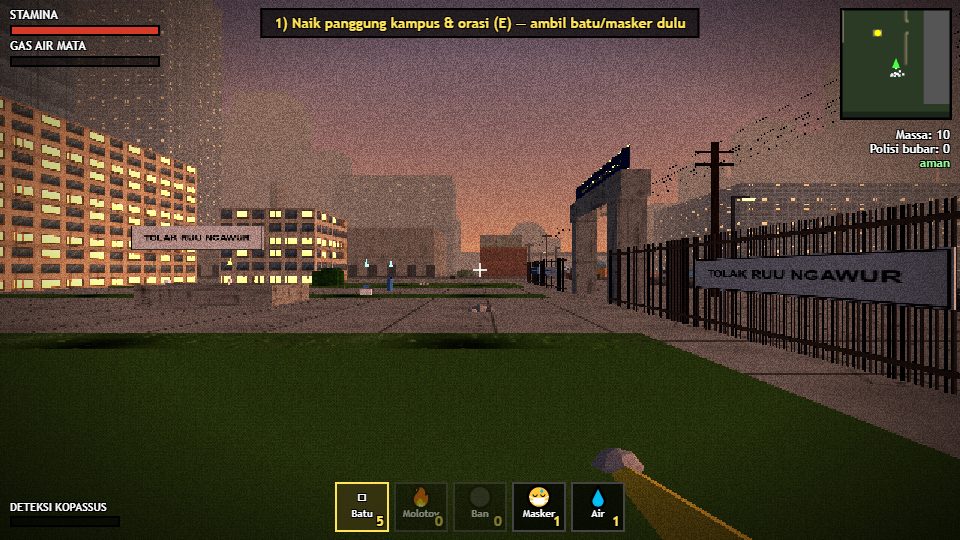 STAMINA
GAS AIR MATA
1) Naik panggung kampus & orasi (E) — ambil batu/masker dulu
Massa: 10
Polisi bubar: 0
aman
TOLAK RUU NGAWUR
TOLAK RUU NGAWUR
DETEKSI KOPASSUS
Batu 5
Molotov 0
Ban 0
Masker 1
Air 1